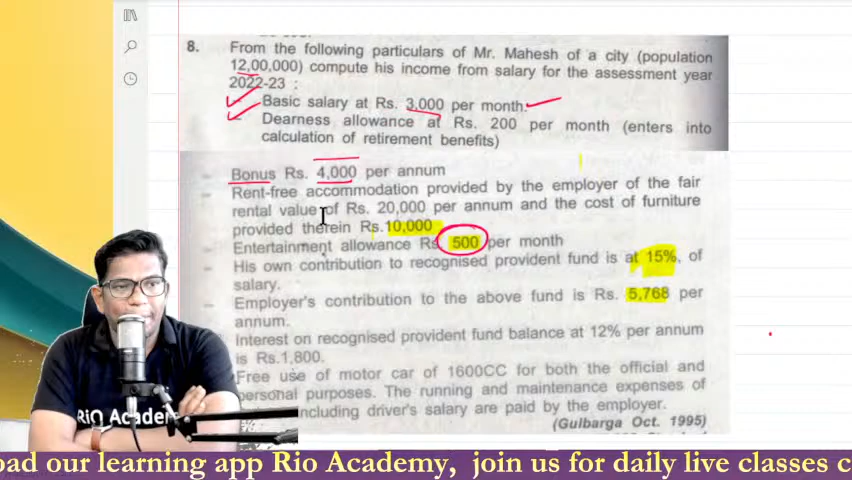 8. From the following particulars of Mr. Mahesh of a city (population
12,00,000) compute his income from salary for the assessment year
2022-23 :
Basic salary at Rs. 3,000 per month.
Dearness allowance at Rs. 200 per month (enters into
calculation of retirement benefits)
Bonus Rs. 4,000 per annum
Rent-free accommodation provided by the employer of the fair
rental value of Rs. 20,000 per annum and the cost of furniture
provided therein Rs.10,000
Entertainment allowance Rs 500 per month
His own contribution to recognised provident fund is at 15%, of
salary.
Employer's contribution to the above fund is Rs. 5,768 per
annum.
Interest on recognised provident fund balance at 12% per annum
is Rs.1,800.
Free use of motor car of 1600CC for both the official and
personal purposes. The running and maintenance expenses of
including driver's salary are paid by the employer.
(Gulbarga Oct. 1995)
RiO Academ
oad our learning app Rio Academy, join us for daily live classes c